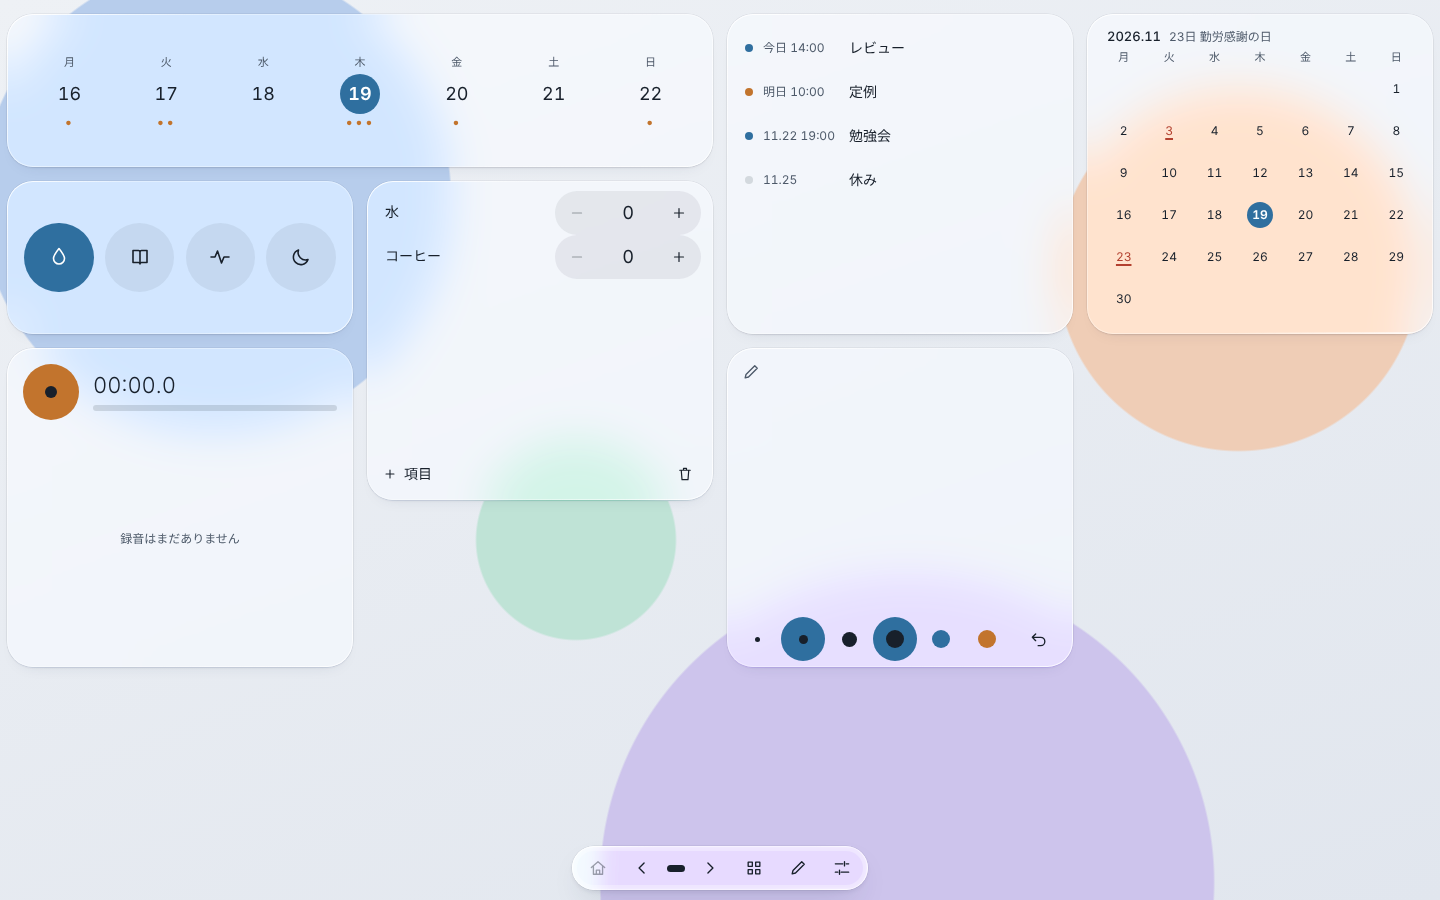 月 火 水 木 金 土 日
16 17 18 19 20 21 22
水 0
コーヒー 0
項目
00:00.0
録音はまだありません
今日 14:00 レビュー
明日 10:00 定例
11.22 19:00 勉強会
11.25 休み
2026.11 23日 勤労感謝の日
月 火 水 木 金 土 日
1
2 3 4 5 6 7 8
9 10 11 12 13 14 15
16 17 18 19 20 21 22
23 24 25 26 27 28 29
30